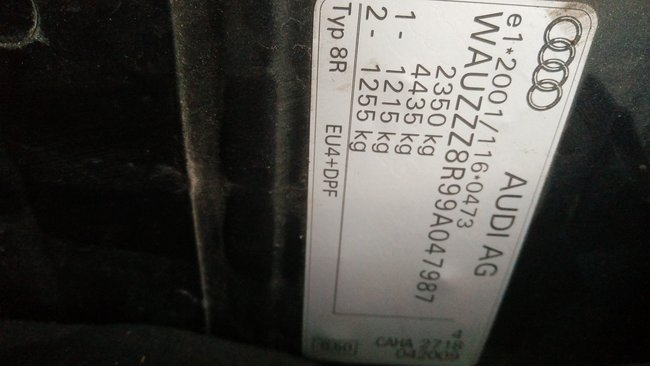 AUDI AG
e1*2001/116*0473
WAUZZZ8R99A047987
2350 kg
4435 kg
1- 1215 kg
2- 1255 kg
Typ 8R EU4+DPF
4
CAHA 2718
042009